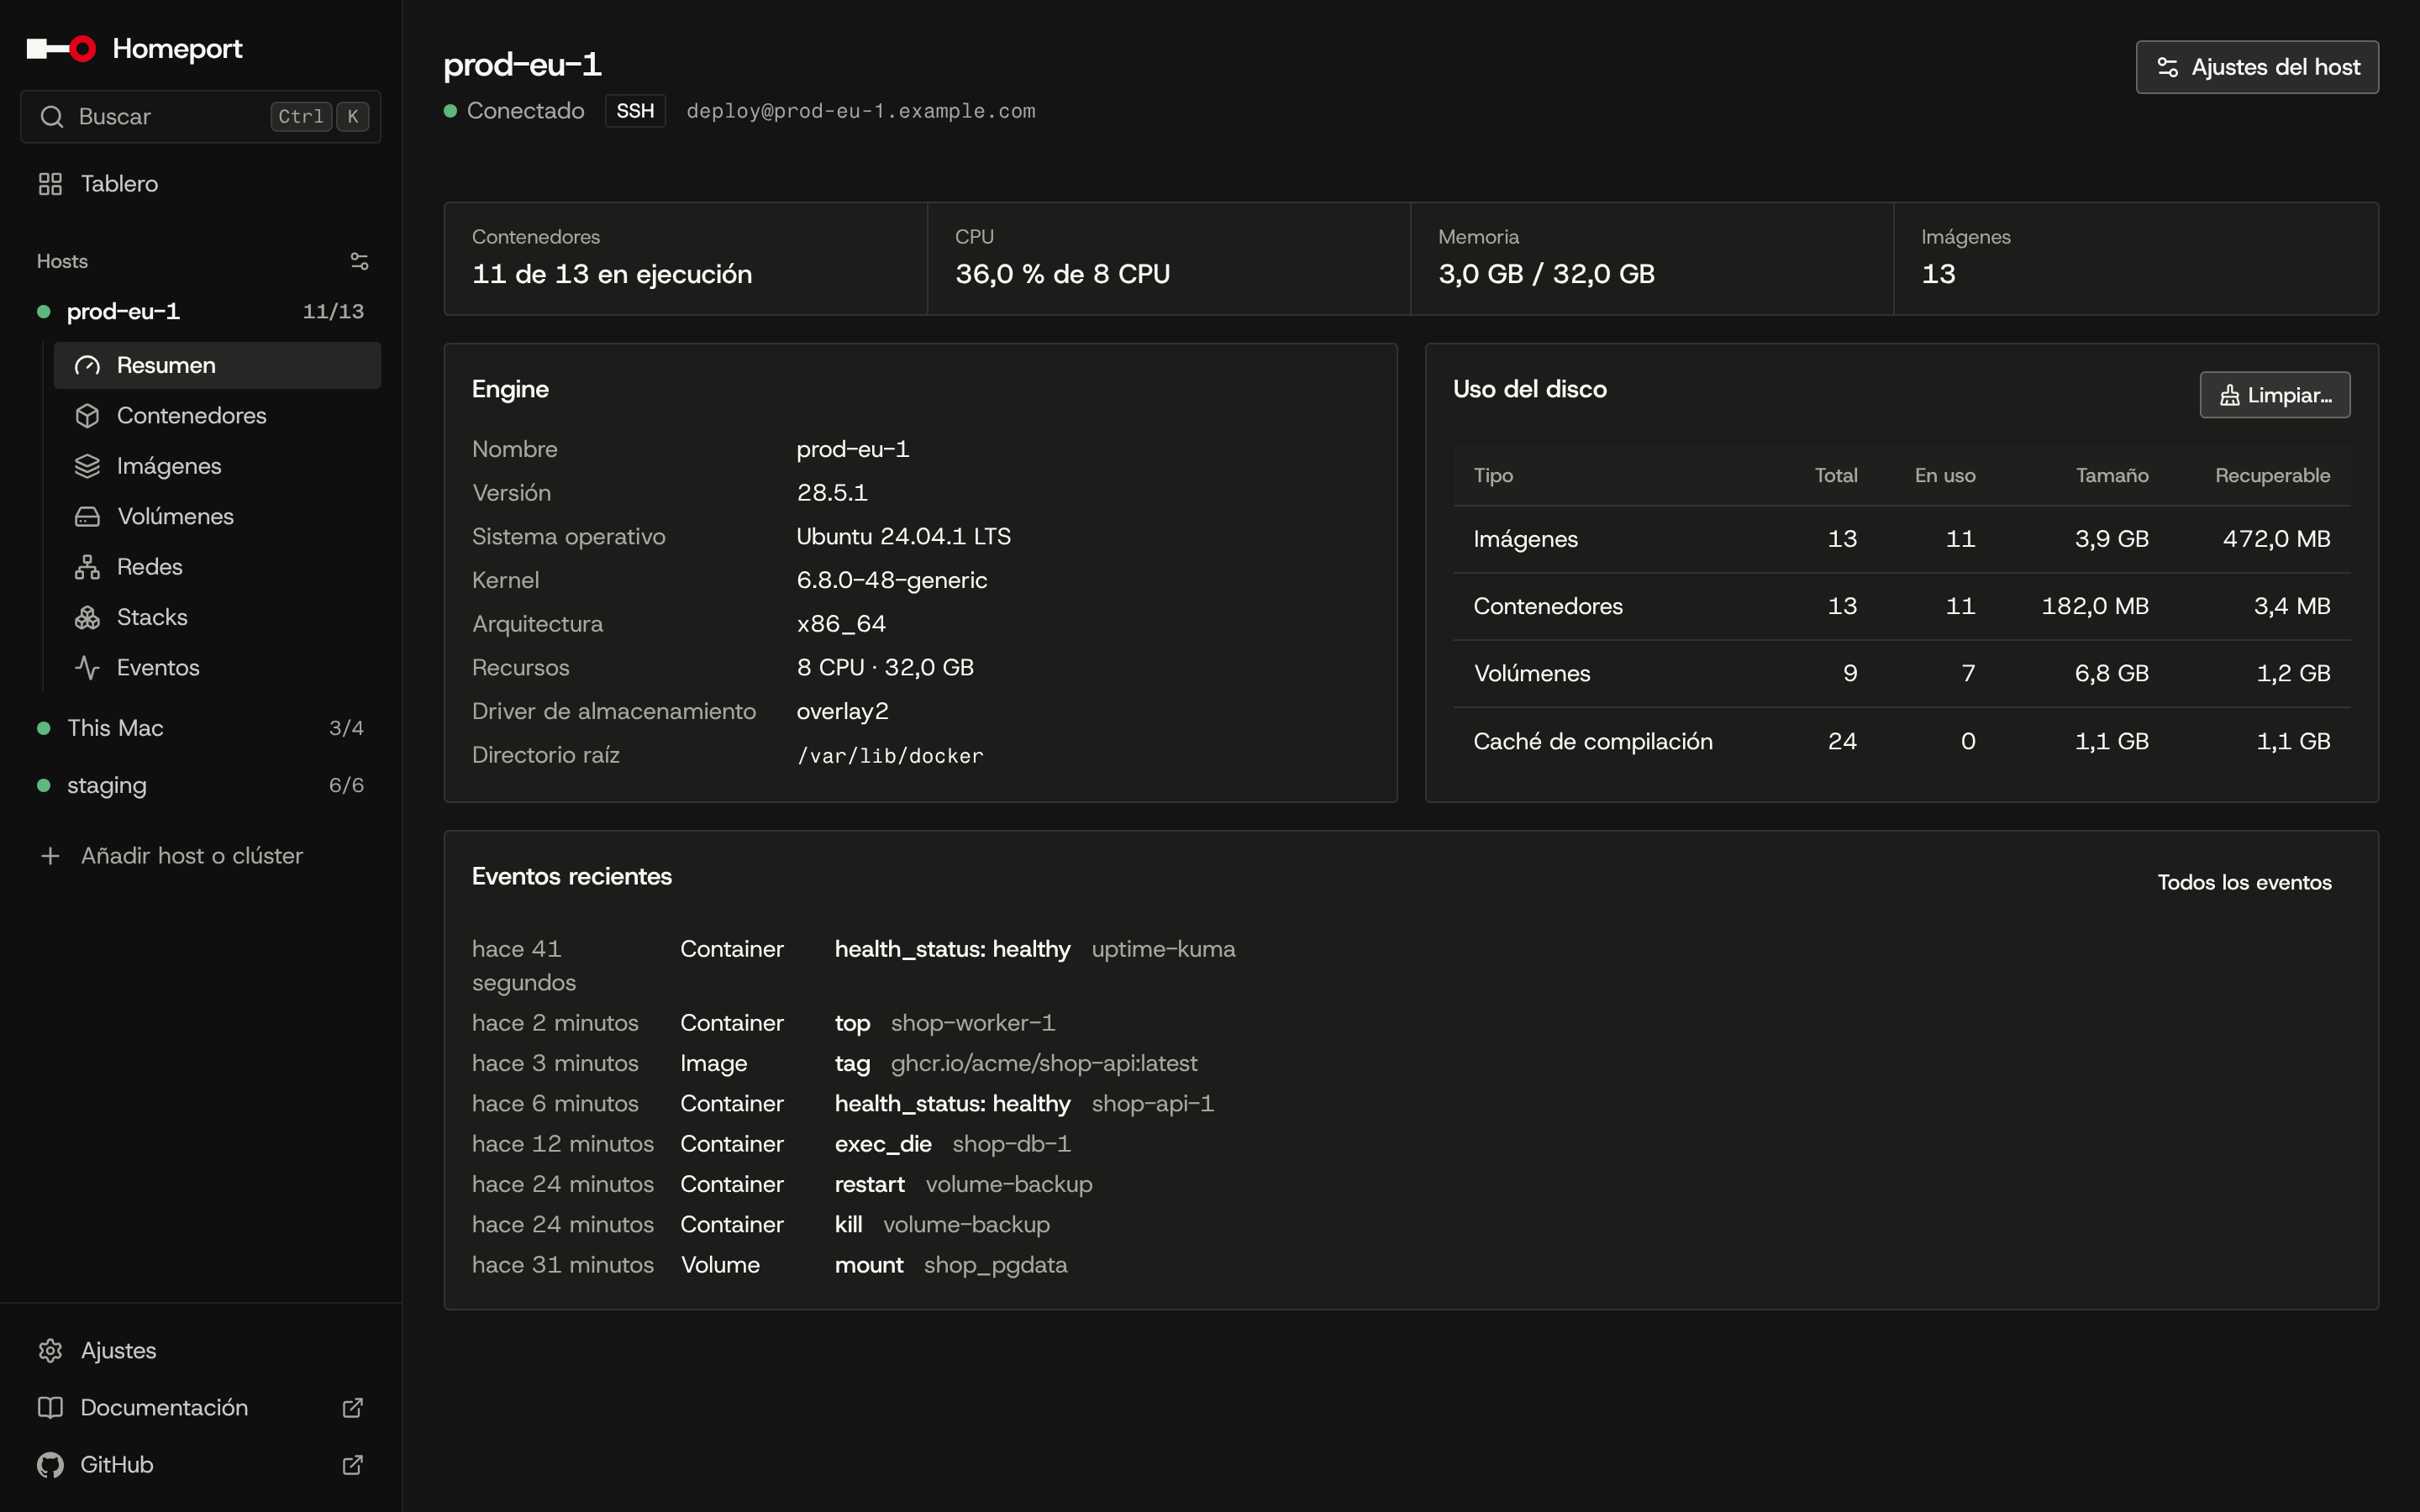 Homeport
Buscar Ctrl K
Tablero
Hosts
prod-eu-1 11/13
Resumen
Contenedores
Imágenes
Volúmenes
Redes
Stacks
Eventos
This Mac 3/4
staging 6/6
Añadir host o clúster
Ajustes
Documentación
GitHub
prod-eu-1
Conectado SSH deploy@prod-eu-1.example.com
Ajustes del host
Contenedores
11 de 13 en ejecución
CPU
36,0 % de 8 CPU
Memoria
3,0 GB / 32,0 GB
Imágenes
13
Engine
Nombre prod-eu-1
Versión 28.5.1
Sistema operativo Ubuntu 24.04.1 LTS
Kernel 6.8.0-48-generic
Arquitectura x86_64
Recursos 8 CPU · 32,0 GB
Driver de almacenamiento overlay2
Directorio raíz /var/lib/docker
Uso del disco
Limpiar...
Tipo Total En uso Tamaño Recuperable
Imágenes 13 11 3,9 GB 472,0 MB
Contenedores 13 11 182,0 MB 3,4 MB
Volúmenes 9 7 6,8 GB 1,2 GB
Caché de compilación 24 0 1,1 GB 1,1 GB
Eventos recientes
Todos los eventos
hace 41 segundos Container health_status: healthy uptime-kuma
hace 2 minutos Container top shop-worker-1
hace 3 minutos Image tag ghcr.io/acme/shop-api:latest
hace 6 minutos Container health_status: healthy shop-api-1
hace 12 minutos Container exec_die shop-db-1
hace 24 minutos Container restart volume-backup
hace 24 minutos Container kill volume-backup
hace 31 minutos Volume mount shop_pgdata